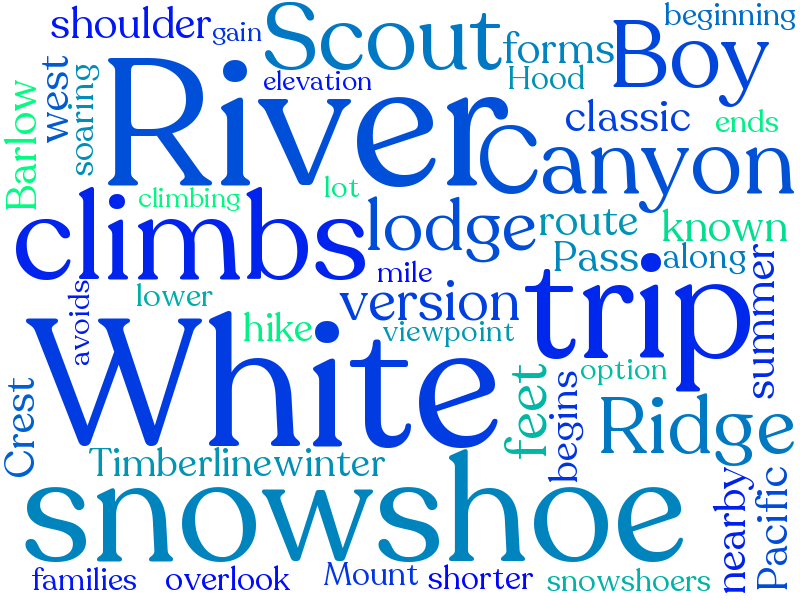 shoulder
gain
Scout
forms
Boy
beginning
west
soaring
elevation
Hood
River
classic
ends
Barlow
Canyon
climbing
lot
climbs
lodge
route
known
Pass
along
mile
avoids
lower
version
trip
summer
hike
viewpoint
White
option
Crest
feet
begins
Ridge
Timberline
winter
snowshoe
nearby
Pacific
families
overlook
Mount
shorter
snowshoers